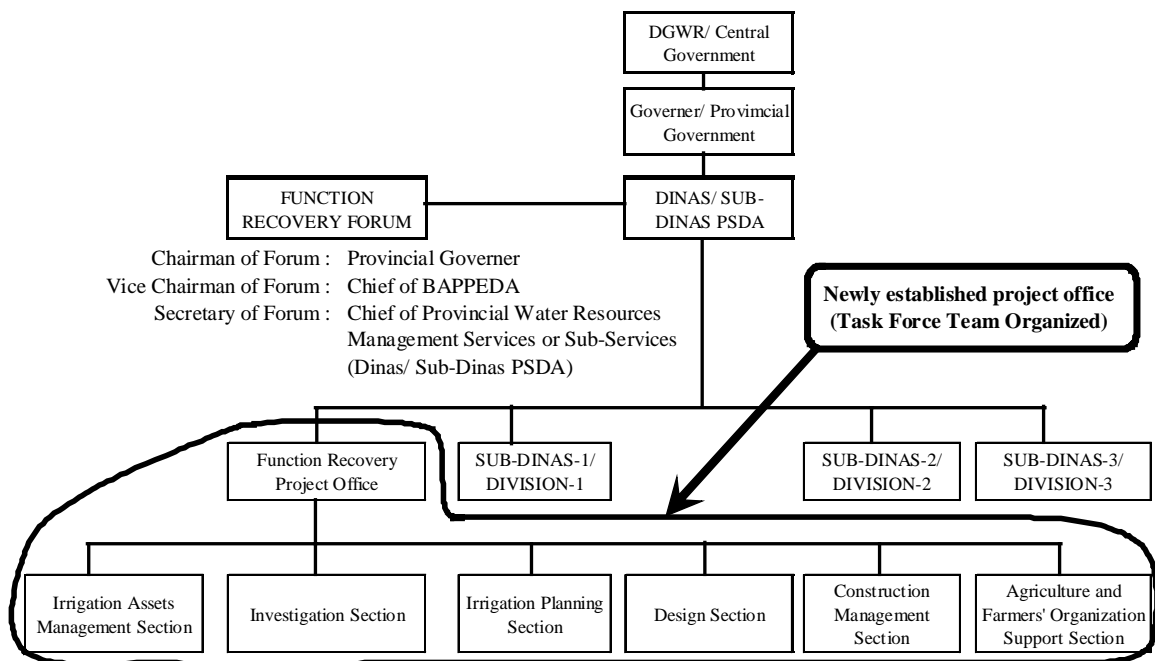 DGWR/ Central
Government
Governer/ Provimcial
Government
FUNCTION
RECOVERY FORUM
DINAS/ SUB-
DINAS PSDA
Chairman of Forum : Provincial Governer
Vice Chairman of Forum : Chief of BAPPEDA
Secretary of Forum : Chief of Provincial Water Resources
Management Services or Sub-Services
(Dinas/ Sub-Dinas PSDA)
Newly established project office
(Task Force Team Organized)
Function Recovery
Project Office
SUB-DINAS-1/
DIVISION-1
SUB-DINAS-2/
DIVISION-2
SUB-DINAS-3/
DIVISION-3
Irrigation Assets
Management Section
Investigation Section
Irrigation Planning
Section
Design Section
Construction
Management
Section
Agriculture and
Farmers' Organization
Support Section